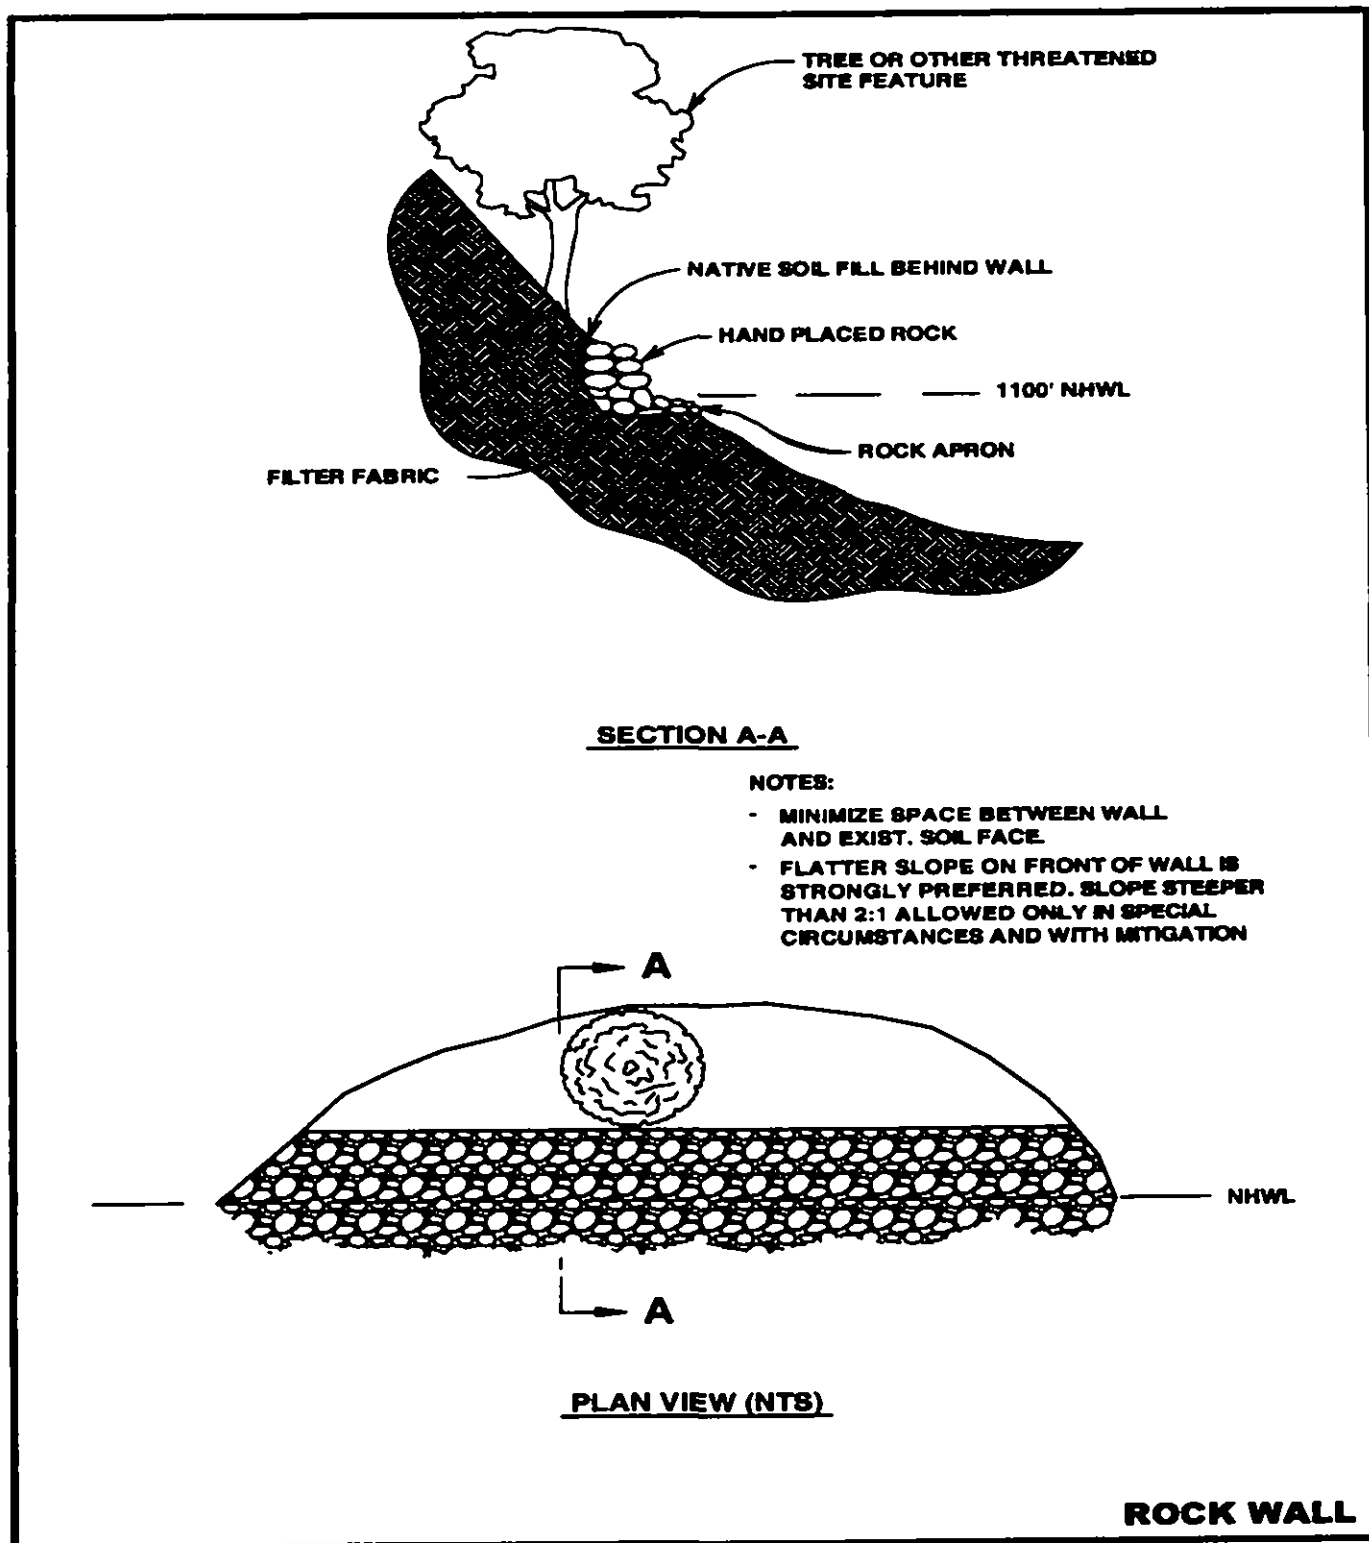 TREE OR OTHER THREATENED
SITE FEATURE
NATIVE SOIL FILL BEHIND WALL
HAND PLACED ROCK
1100' NHWL
ROCK APRON
FILTER FABRIC
SECTION A-A
NOTES:
- MINIMIZE SPACE BETWEEN WALL
AND EXIST. SOIL FACE.
- FLATTER SLOPE ON FRONT OF WALL IS
STRONGLY PREFERRED. SLOPE STEEPER
THAN 2:1 ALLOWED ONLY IN SPECIAL
CIRCUMSTANCES AND WITH MITIGATION
A
NHWL
A
PLAN VIEW (NTS)
ROCK WALL